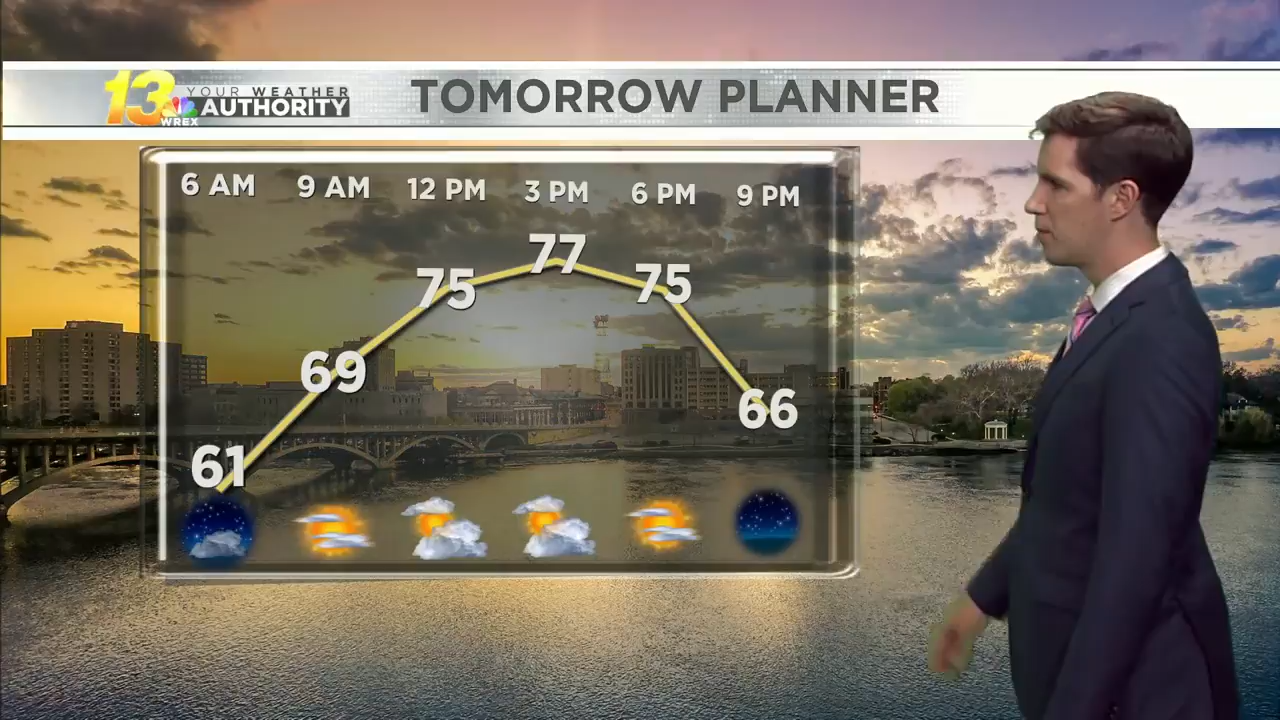 13 WREX
YOUR WEATHER
AUTHORITY
TOMORROW PLANNER
6 AM 9 AM 12 PM 3 PM 6 PM 9 PM
61 69 75 77 75 66